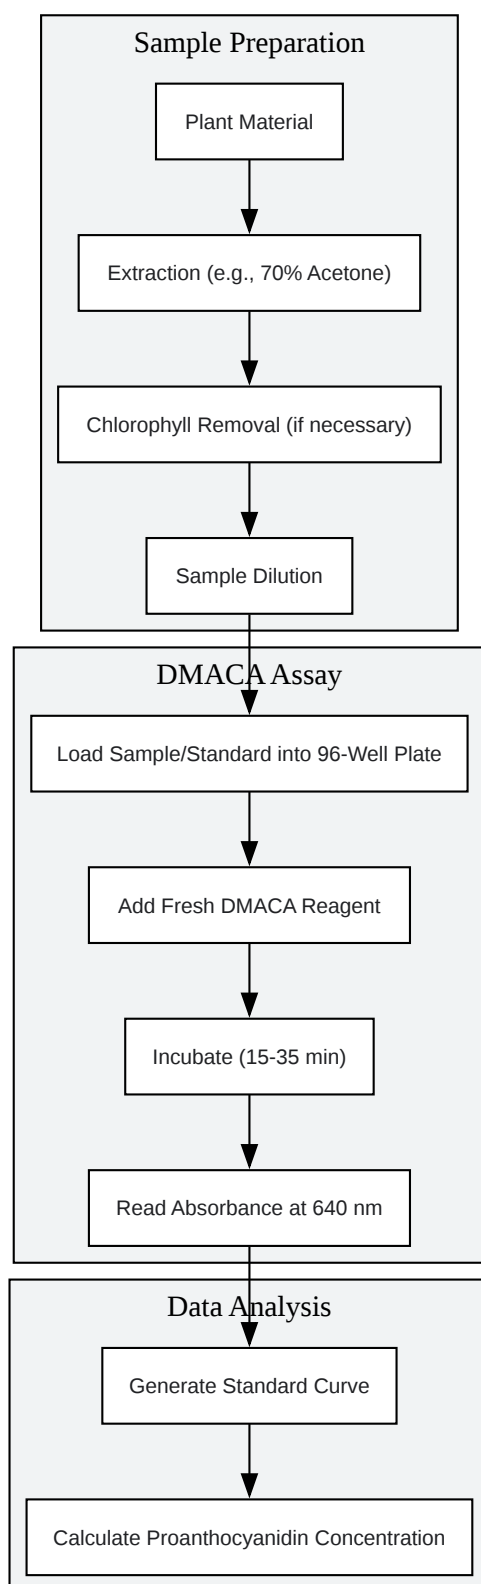 Sample Preparation
Plant Material
Extraction (e.g., 70% Acetone)
Chlorophyll Removal (if necessary)
Sample Dilution
DMACA Assay
Load Sample/Standard into 96-Well Plate
Add Fresh DMACA Reagent
Incubate (15-35 min)
Read Absorbance at 640 nm
Data Analysis
Generate Standard Curve
Calculate Proanthocyanidin Concentration